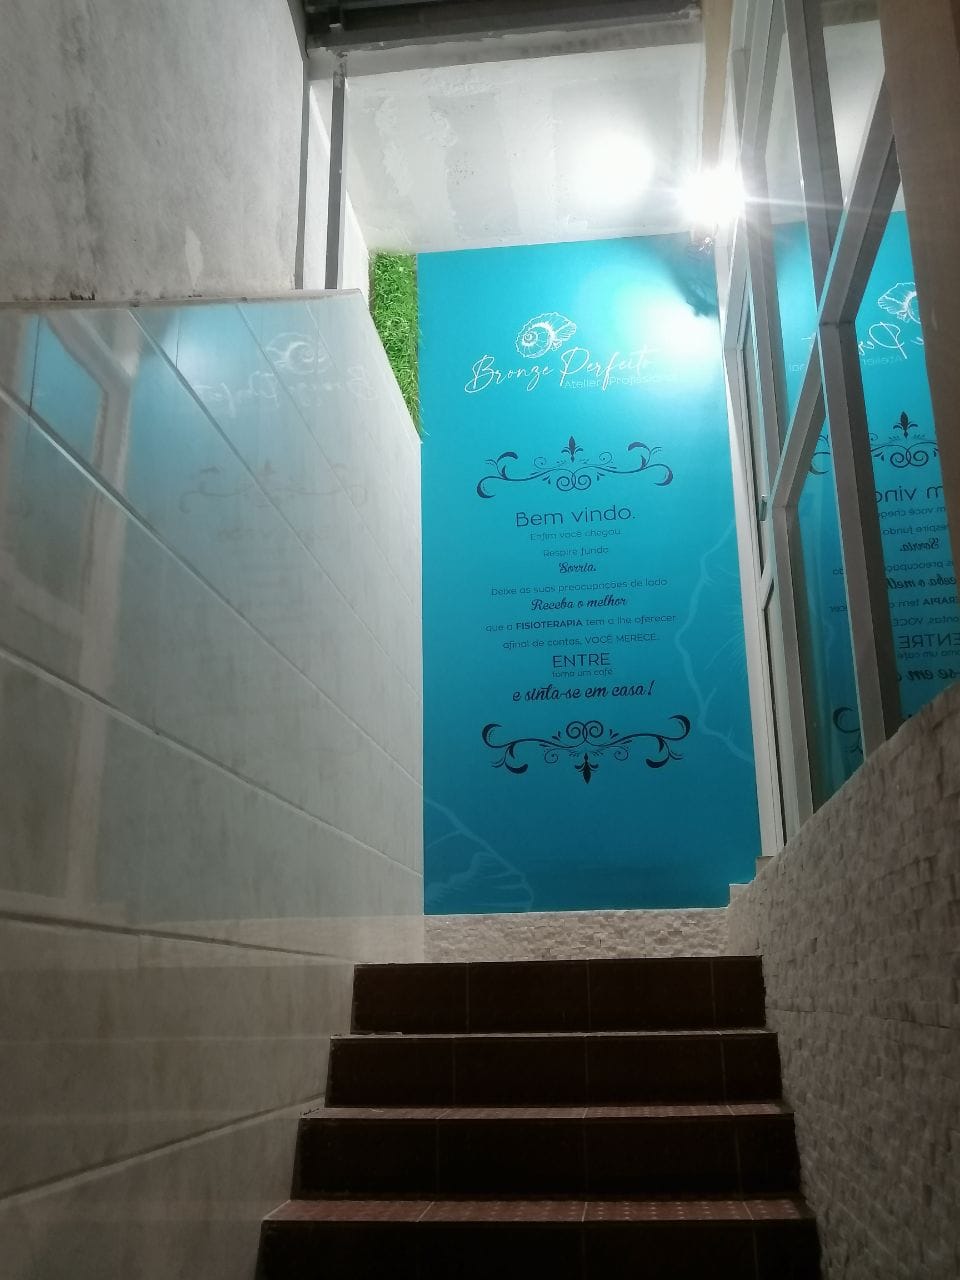 Bronze Perfeito
Atelier Profissional
Bem vindo.
Enfim você chegou
Respire fundo
Sorria.
Deixe as suas preocupações de lado
Receba o melhor
que a FISIOTERAPIA tem a lhe oferecer
afinal de contas, VOCÊ MERECE.
ENTRE
toma um café
e sinta-se em casa!